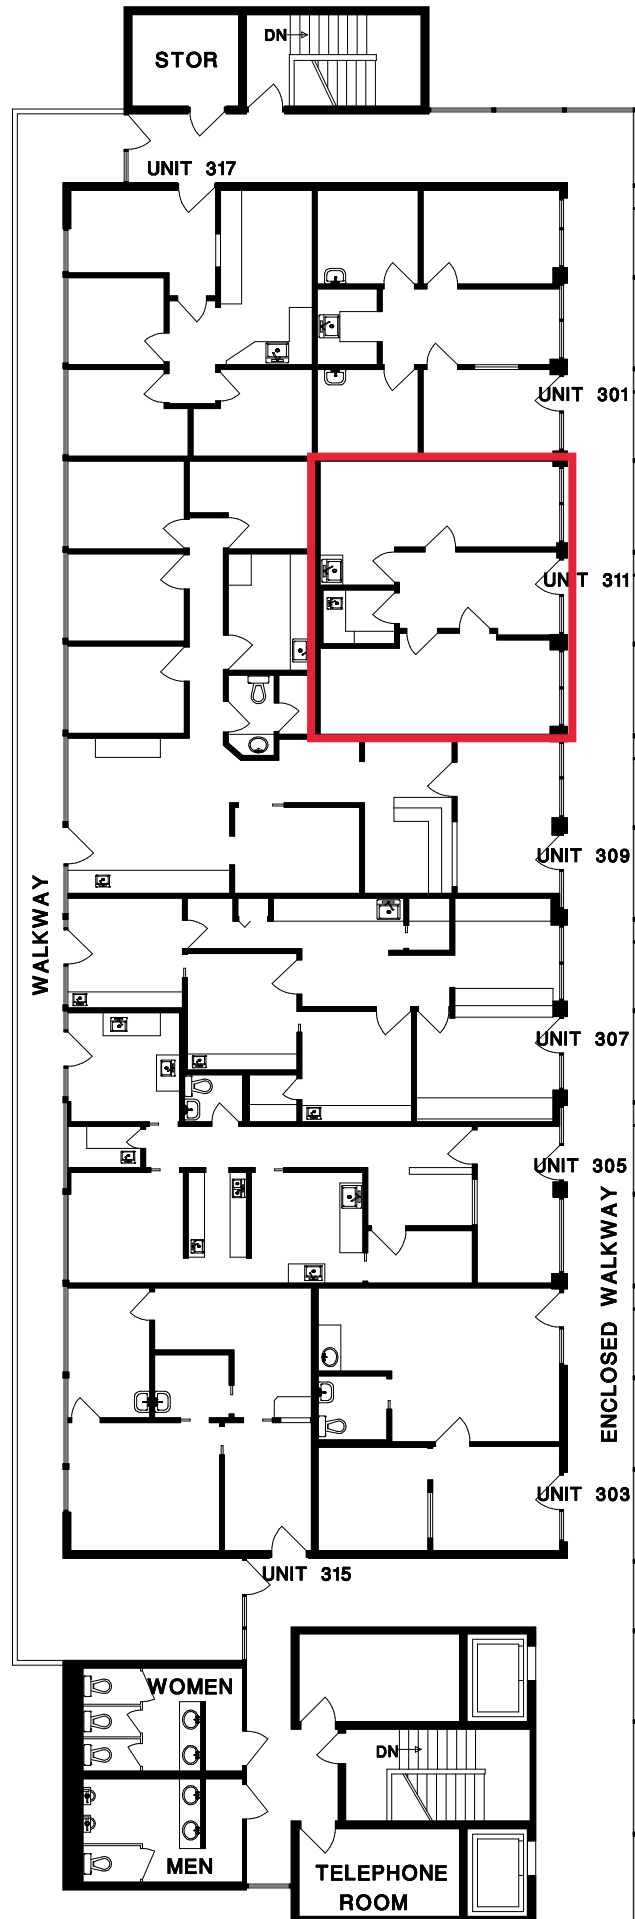 DN
STOR
UNIT 317
UNIT 301
UNIT 311
UNIT 309
WALKWAY
UNIT 307
UNIT 305
ENCLOSED WALKWAY
UNIT 303
UNIT 315
WOMEN
DN
MEN
TELEPHONE
ROOM